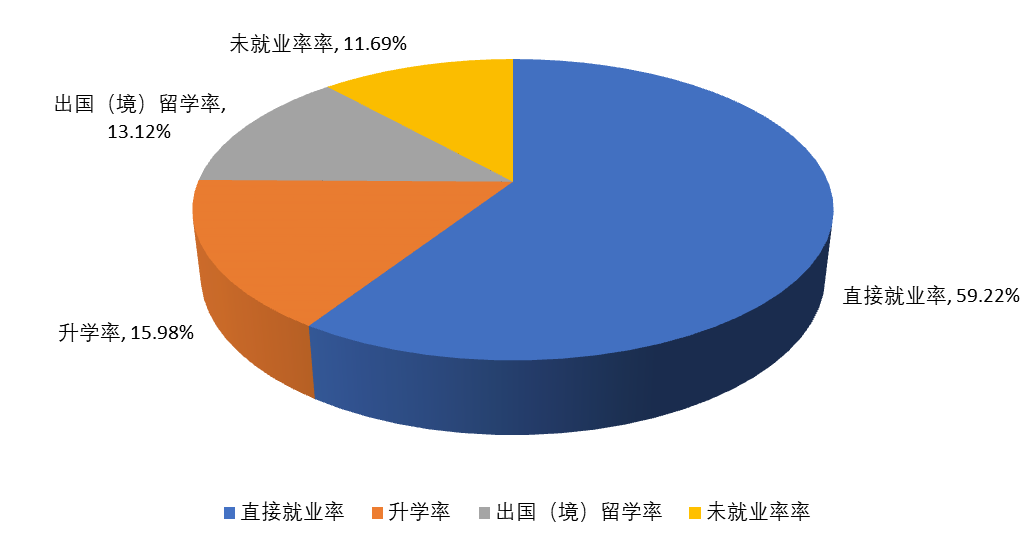 未就业率率, 11.69%
出国（境）留学率,
13.12%
直接就业率, 59.22%
升学率, 15.98%
直接就业率 升学率 出国（境）留学率 未就业率率